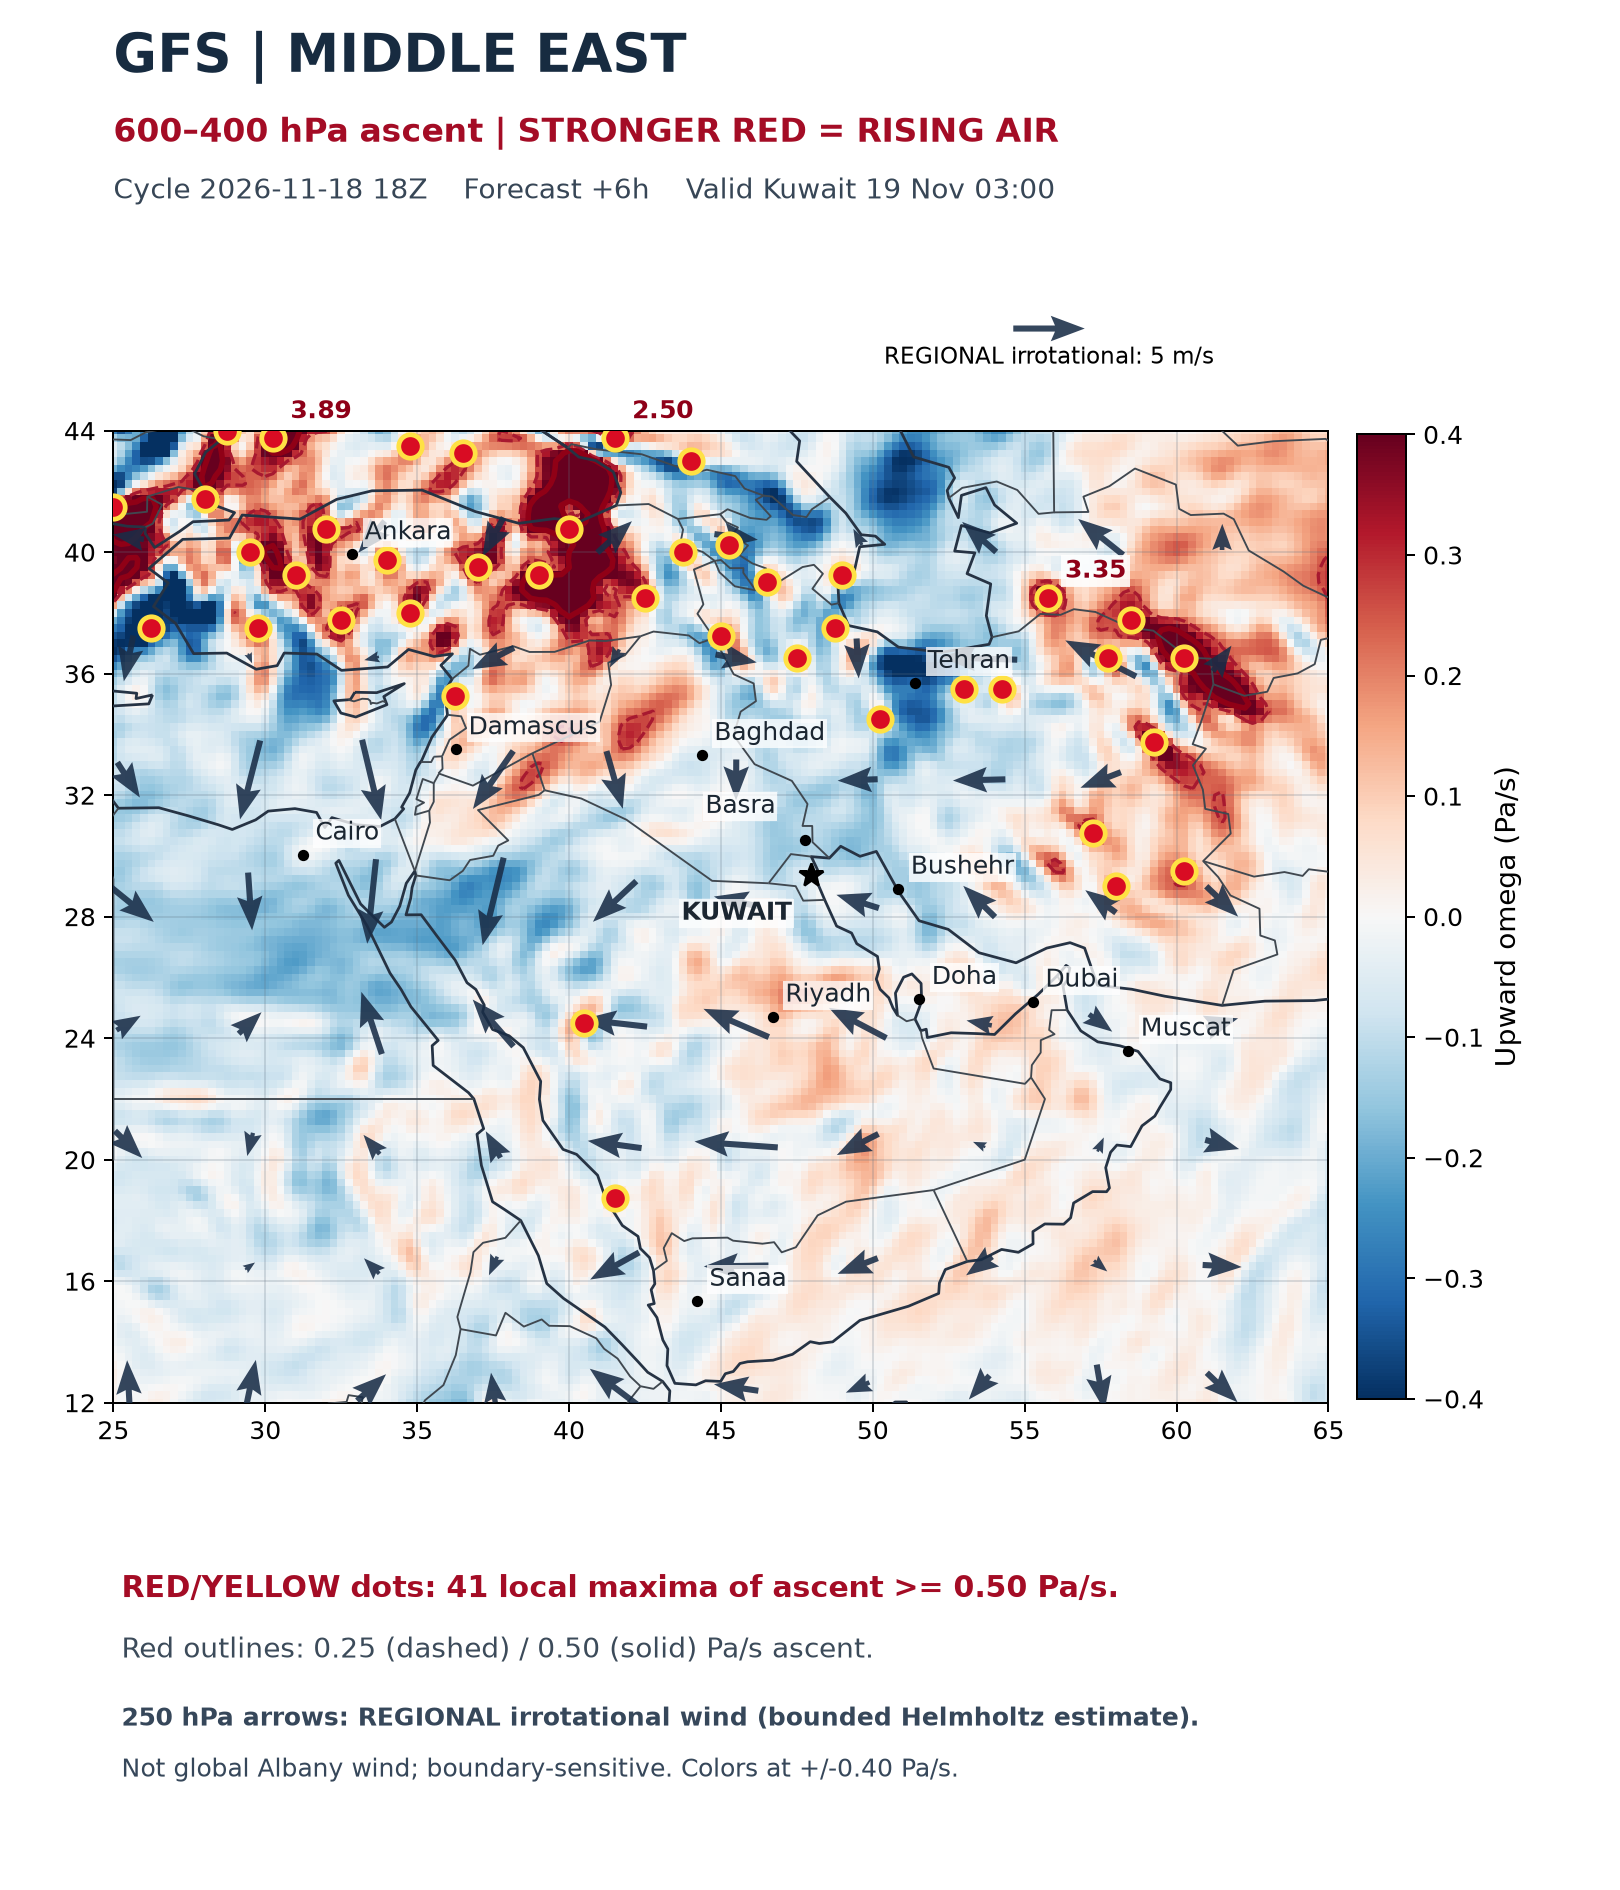 GFS | MIDDLE EAST
600–400 hPa ascent | STRONGER RED = RISING AIR
Cycle 2026-11-18 18Z    Forecast +6h    Valid Kuwait 19 Nov 03:00
REGIONAL irrotational: 5 m/s
3.89
2.50
44
40
36
32
28
24
20
16
12
Ankara
3.35
Tehran
Damascus
Baghdad
Basra
Cairo
Bushehr
KUWAIT
Doha
Dubai
Riyadh
Muscat
Sanaa
25
30
35
40
45
50
55
60
65
0.4
0.3
0.2
0.1
0.0
−0.1
−0.2
−0.3
−0.4
Upward omega (Pa/s)
RED/YELLOW dots: 41 local maxima of ascent >= 0.50 Pa/s.
Red outlines: 0.25 (dashed) / 0.50 (solid) Pa/s ascent.
250 hPa arrows: REGIONAL irrotational wind (bounded Helmholtz estimate).
Not global Albany wind; boundary-sensitive. Colors at +/-0.40 Pa/s.